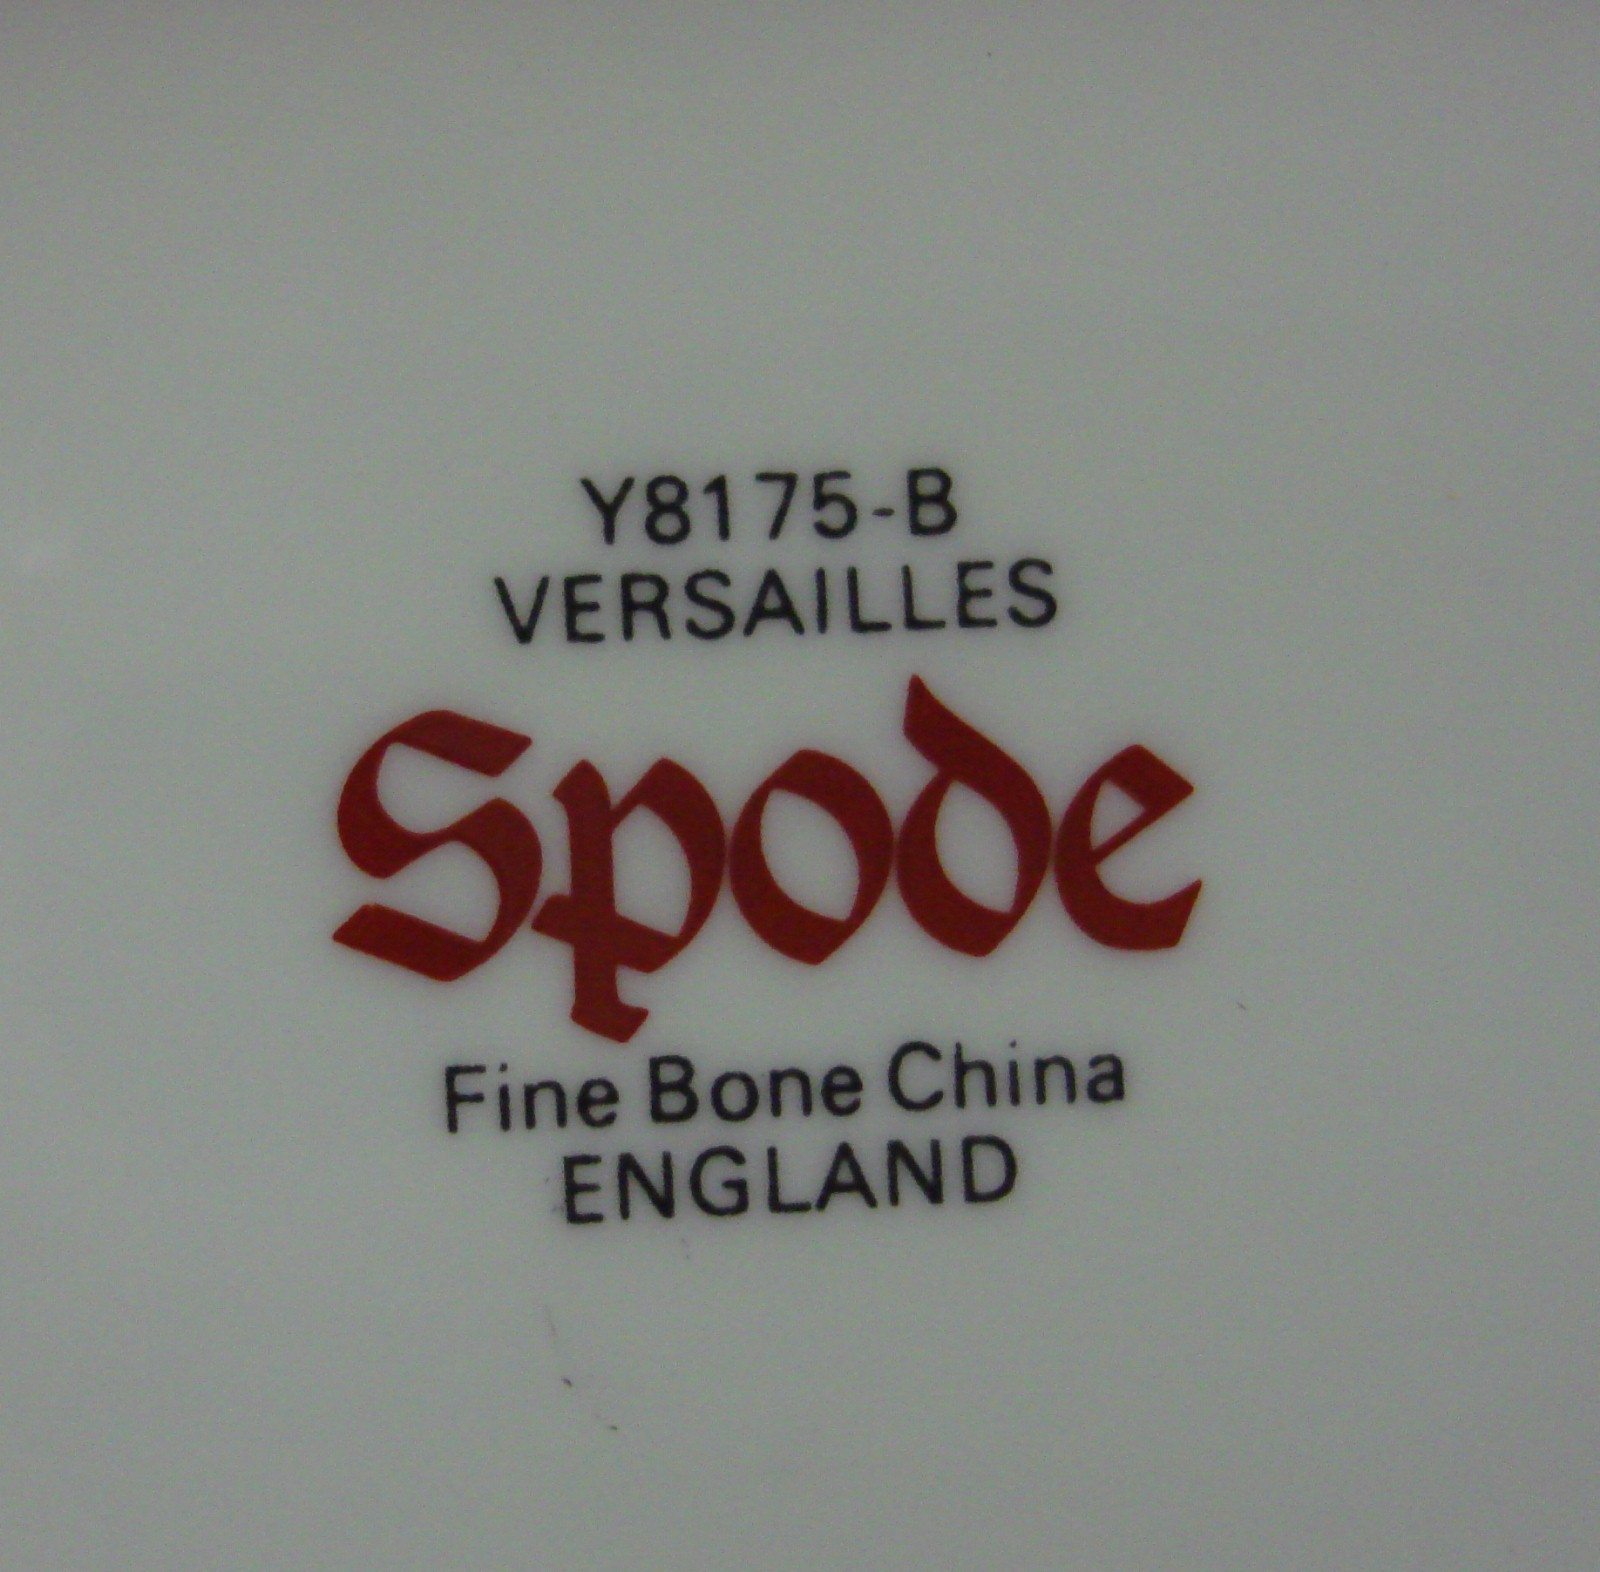 Y8175-B
VERSAILLES
Spode
Fine Bone China
ENGLAND